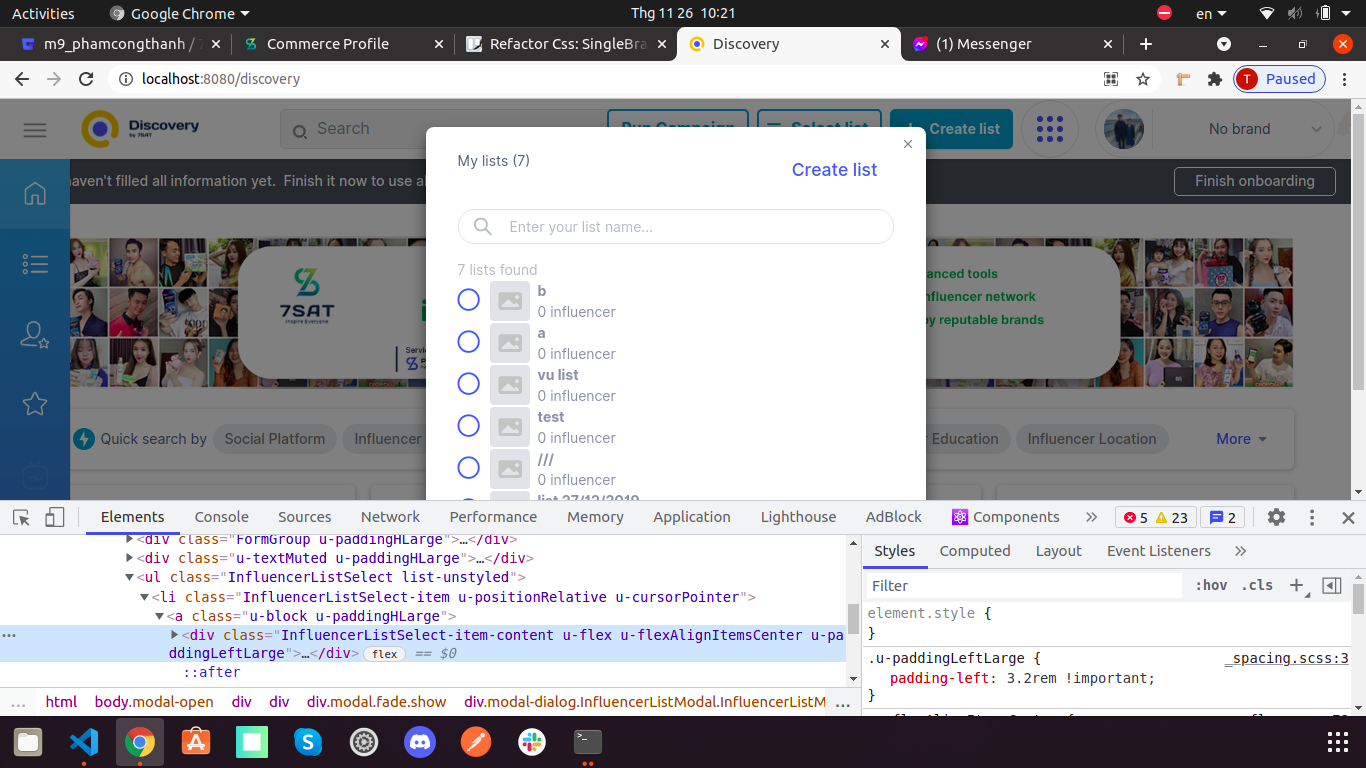 Activities
Google Chrome
Thg 11 26 10:21
en
m9_phamcongthanh / 7
Commerce Profile
Refactor Css: SingleBra
Discovery
(1) Messenger
localhost:8080/discovery
T Paused
Discovery
by 7SAT
Search
Run Campaign
Select list
Create list
No brand
haven't filled all information yet. Finish it now to use al
Finish onboarding
My lists (7)
Create list
Enter your list name...
7 lists found
b
0 influencer
a
0 influencer
vu list
0 influencer
test
0 influencer
///
0 influencer
list 27/12/2019
7SAT
Inspire Everyone
Servic
anced tools
nfluencer network
by reputable brands
Quick search by
Social Platform
Influencer
r Education
Influencer Location
More
Elements
Console
Sources
Network
Performance
Memory
Application
Lighthouse
AdBlock
Components
»
5
23
2
<div class="FormGroup u-paddingHLarge">…</div>
<div class="u-textMuted u-paddingHLarge">…</div>
<ul class="InfluencerListSelect list-unstyled">
<li class="InfluencerListSelect-item u-positionRelative u-cursorPointer">
<a class="u-block u-paddingHLarge">
<div class="InfluencerListSelect-item-content u-flex u-flexAlignItemsCenter u-pa
ddingLeftLarge">…</div> flex == $0
::after
… html body.modal-open div div div.modal.fade.show div.modal-dialog.InfluencerListModal.InfluencerListM …
Styles
Computed
Layout
Event Listeners
»
Filter
:hov
.cls
element.style {
}
.u-paddingLeftLarge {
_spacing.scss:3
padding-left: 3.2rem !important;
}